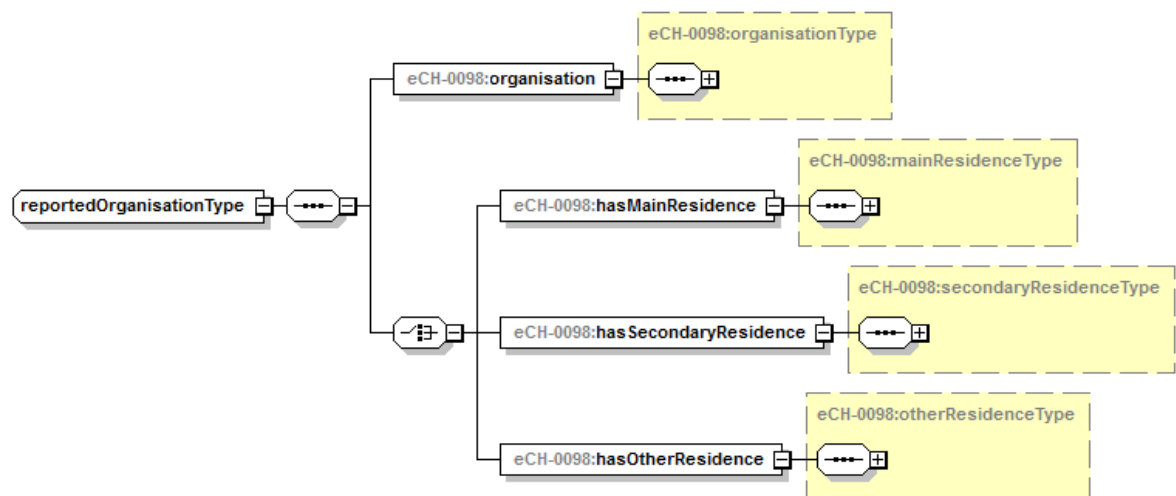 eCH-0098:organisationType
eCH-0098:organisation
eCH-0098:mainResidenceType
reportedOrganisationType
eCH-0098:hasMainResidence
eCH-0098:secondaryResidenceType
eCH-0098:hasSecondaryResidence
eCH-0098:otherResidenceType
eCH-0098:hasOtherResidence